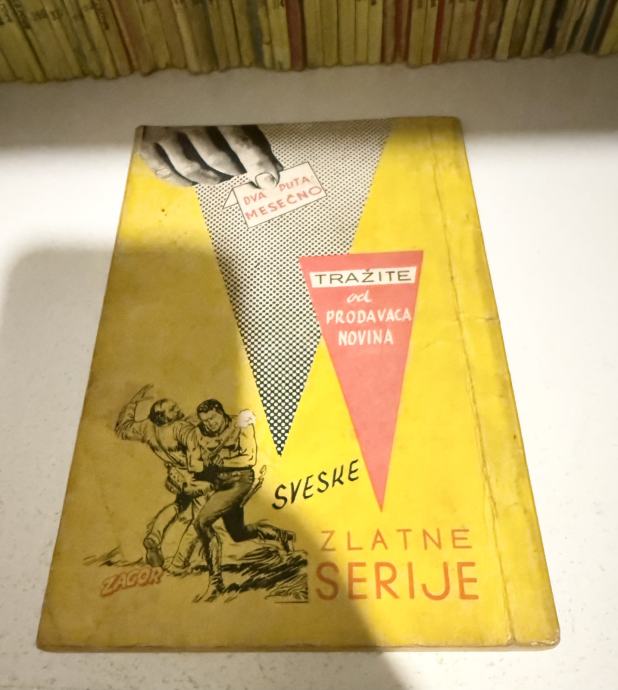 DVA PUTA
MESEČNO
TRAŽITE
od
PRODAVACA
NOVINA
SVESKE
ZLATNE
SERIJE
ZAGOR